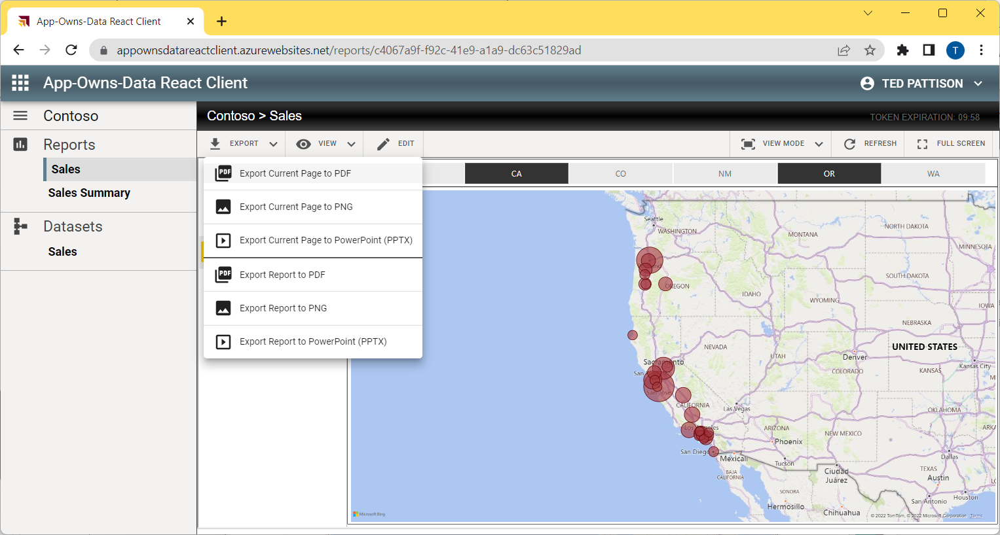 App-Owns-Data React Client
appownsdatareactclient.azurewebsites.net/reports/c4067a9f-f92c-41e9-a1a9-dc63c51829ad
T
App-Owns-Data React Client
TED PATTISON
Contoso
Contoso > Sales
TOKEN EXPIRATION: 09:58
Reports
Sales
Sales Summary
Datasets
Sales
EXPORT
VIEW
EDIT
VIEW MODE
REFRESH
FULL SCREEN
PDF Export Current Page to PDF
Export Current Page to PNG
Export Current Page to PowerPoint (PPTX)
PDF Export Report to PDF
Export Report to PNG
Export Report to PowerPoint (PPTX)
CA
CO
NM
OR
WA
Seattle
WASHINGTON
MONTANA
NORTH DAKOTA
MINNESOTA
OREGON
IDAHO
SOUTH DAKOTA
WYOMING
IOWA
NEBRASKA
NEVADA
UTAH
UNITED STATES
Denver
COLORADO
Kansas City
KANSAS
Sacramento
San
San Jose
CALIFORNIA
Las Vegas
OKLAHOMA
Los Angeles
ARIZONA
NEW MEXICO
ARKA
Phoenix
San Diego
Mexicali
Tucson
Dallas
BAJA
CALIFORNIA
Ciudad
Juárez
TEXAS
Austin
SONORA
Hermosillo
Chihuahua
San Antonio
Houston
Microsoft Bing
© 2022 TomTom, © 2022 Microsoft Corporation Terms